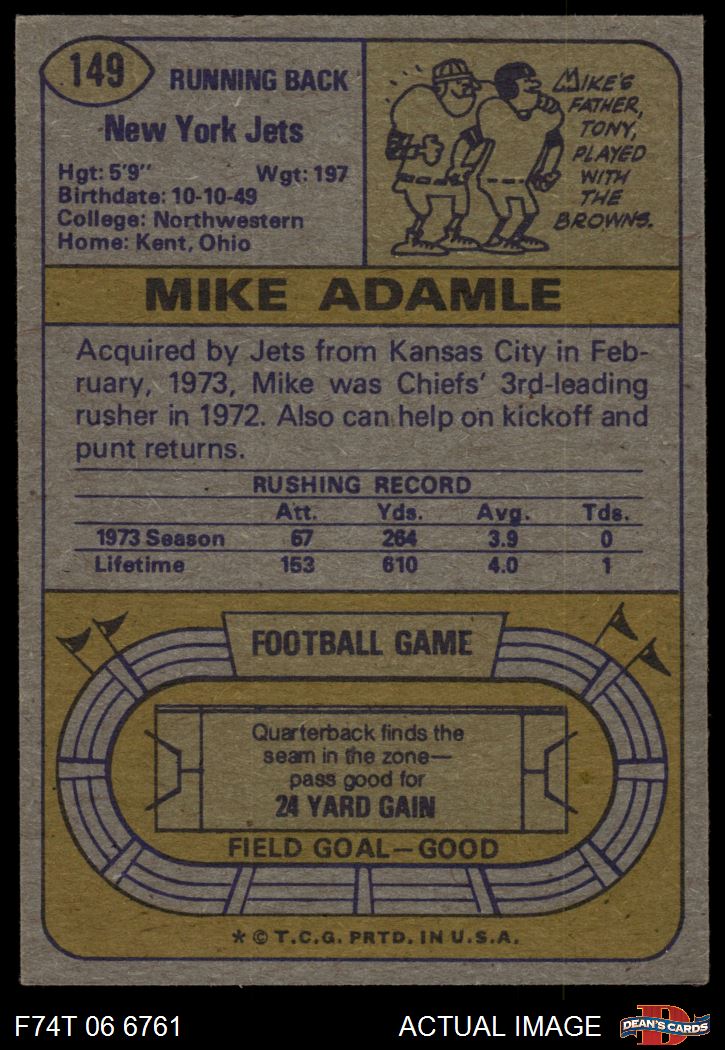 149
RUNNING BACK
New York Jets
Hgt: 5'9" Wgt: 197
Birthdate: 10-10-49
College: Northwestern
Home: Kent, Ohio
MIKE'S
FATHER,
TONY,
PLAYED
WITH
THE
BROWNS.
MIKE ADAMLE
Acquired by Jets from Kansas City in Feb-
ruary, 1973, Mike was Chiefs' 3rd-leading
rusher in 1972. Also can help on kickoff and
punt returns.
RUSHING RECORD
Att. Yds. Avg. Tds.
1973 Season 67 264 3.9 0
Lifetime 153 610 4.0 1
FOOTBALL GAME
Quarterback finds the
seam in the zone—
pass good for
24 YARD GAIN
FIELD GOAL—GOOD
* © T.C.G. PRTD. IN U.S.A.
F74T 06 6761 ACTUAL IMAGE
D
DEAN'S CARDS